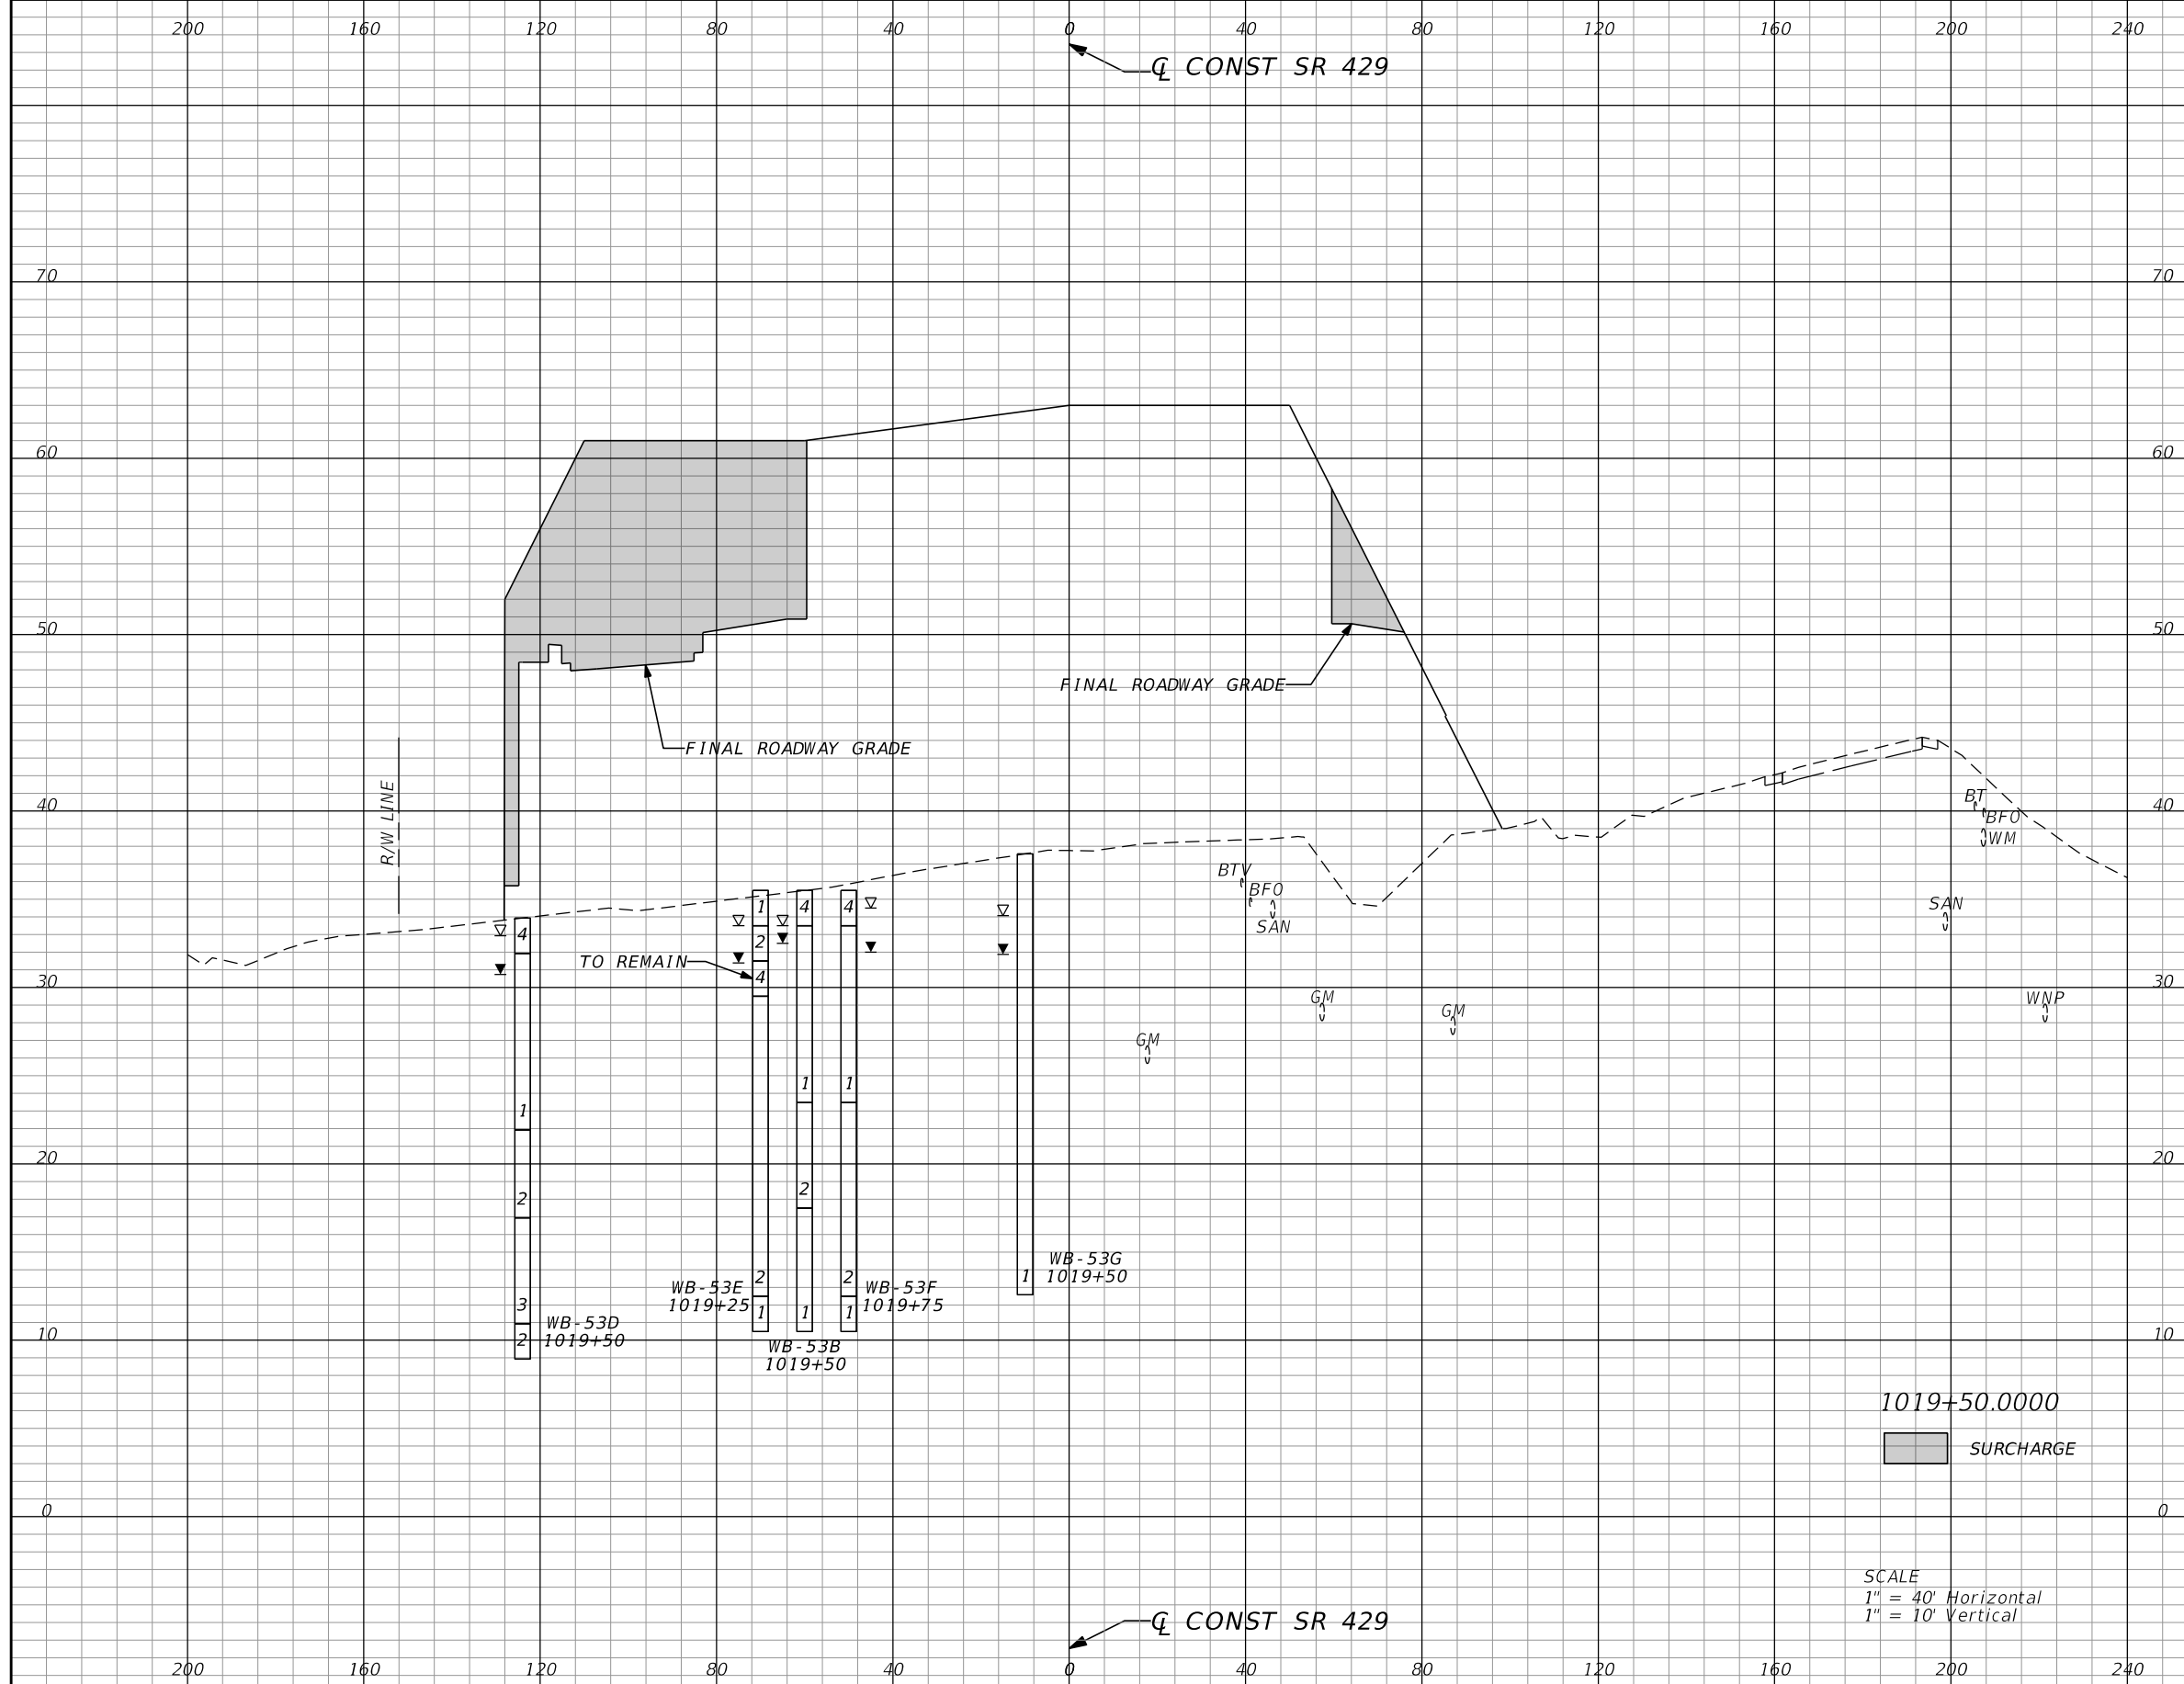 200 160 120 80 40 0 40 80 120 160 200 240
℄ CONST SR 429
70 70
60 60
50 50
FINAL ROADWAY GRADE
FINAL ROADWAY GRADE
R/W LINE
40 40
BT
BFO
WM
BTV
BFO
SAN
SAN
1 4 4
4 2
TO REMAIN
4
30 30
GM
GM
WNP
GM
1 1
1
20 20
2 2
2 2
WB-53G
1019+50
1
WB-53E
1019+25
WB-53F
1019+75
3 1 1 1
WB-53D
1019+50
2
10 10
WB-53B
1019+50
1019+50.0000
SURCHARGE
0 0
SCALE
1" = 40' Horizontal
1" = 10' Vertical
℄ CONST SR 429
200 160 120 80 40 0 40 80 120 160 200 240